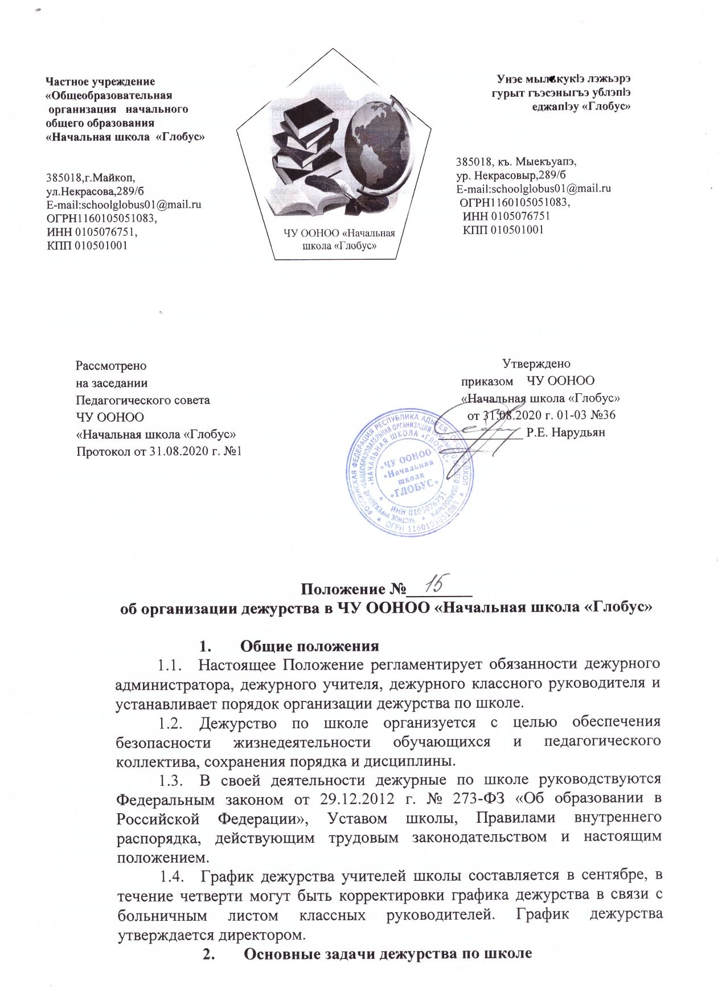 Частное учреждение
«Общеобразовательная
организация начального
общего образования
«Начальная школа «Глобус»
385018,г.Майкоп,
ул.Некрасова,289/б
E-mail:schoolglobus01@mail.ru
ОГРН1160105051083,
ИНН 0105076751,
КПП 010501001
ЧУ ООНОО «Начальная
школа «Глобус»
Унэе лэжьэрэ
гурыт гъэсэныгъэ ублэпІэ
еджапІэу «Глобус»
385018, къ. Мыекъуапэ,
ур. Некрасовыр,289/б
E-mail:schoolglobus01@mail.ru
ОГРН1160105051083,
ИНН 0105076751
КПП 010501001
Рассмотрено
на заседании
Педагогического совета
ЧУ ООНОО
«Начальная школа «Глобус»
Протокол от 31.08.2020 г. №1
Утверждено
приказом ЧУ ООНОО
«Начальная школа «Глобус»
от 31.08.2020 г. 01-03 №36
Р.Е. Нарудьян
РОССИЙСКАЯ ФЕДЕРАЦИЯ РЕСПУБЛИКА АДЫГЕЯ ГОРОД МАЙКОП
* ОГРН 1160105051083 *
ЧАСТНОЕ УЧРЕЖДЕНИЕ «ОБЩЕОБРАЗОВАТЕЛЬНАЯ ОРГАНИЗАЦИЯ НАЧАЛЬНОГО ОБЩЕГО ОБРАЗОВАНИЯ
«НАЧАЛЬНАЯ ШКОЛА «ГЛОБУС»
* ИНН 0105076751
«ЧУ ООНОО
«Начальная
школа
«ГЛОБУС»
Положение № 15
об организации дежурства в ЧУ ООНОО «Начальная школа «Глобус»
1. Общие положения
1.1. Настоящее Положение регламентирует обязанности дежурного
администратора, дежурного учителя, дежурного классного руководителя и
устанавливает порядок организации дежурства по школе.
1.2. Дежурство по школе организуется с целью обеспечения
безопасности жизнедеятельности обучающихся и педагогического
коллектива, сохранения порядка и дисциплины.
1.3. В своей деятельности дежурные по школе руководствуются
Федеральным законом от 29.12.2012 г. № 273-ФЗ «Об образовании в
Российской Федерации», Уставом школы, Правилами внутреннего
распорядка, действующим трудовым законодательством и настоящим
положением.
1.4. График дежурства учителей школы составляется в сентябре, в
течение четверти могут быть корректировки графика дежурства в связи с
больничным листом классных руководителей. График дежурства
утверждается директором.
2. Основные задачи дежурства по школе